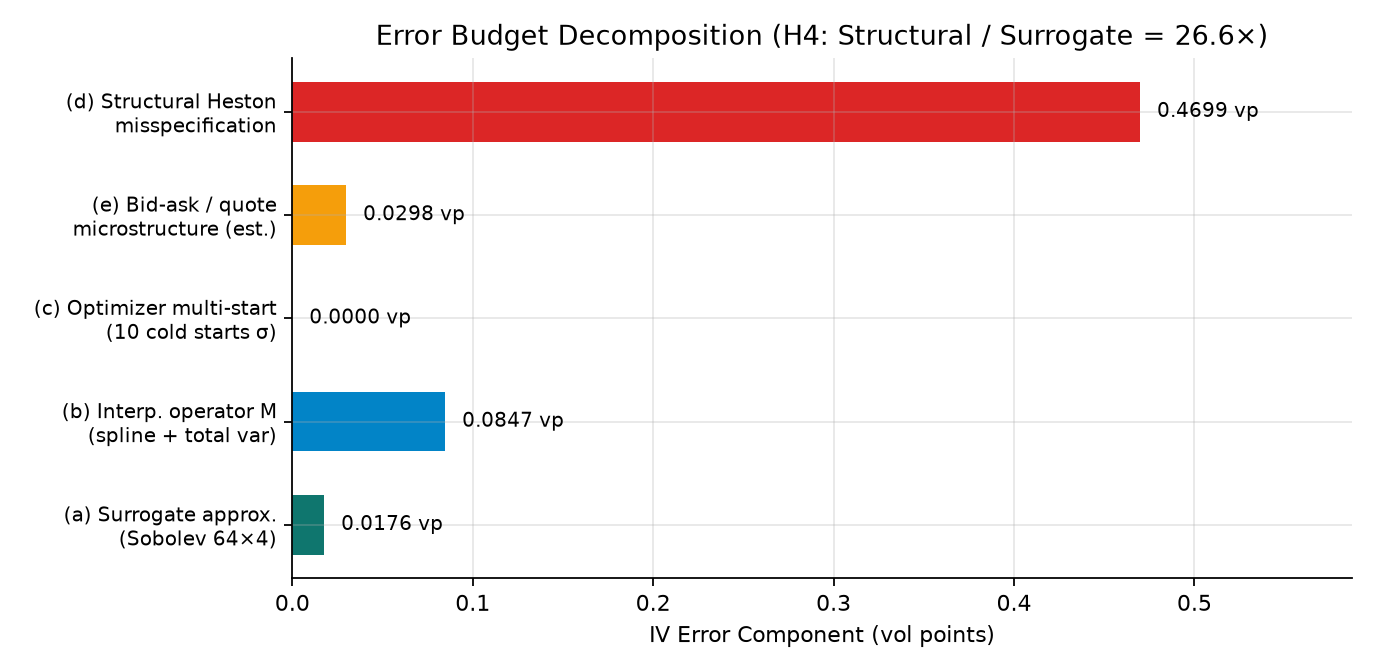 Error Budget Decomposition (H4: Structural / Surrogate = 26.6×)
(d) Structural Heston
misspecification
0.4699 vp
(e) Bid-ask / quote
microstructure (est.)
0.0298 vp
(c) Optimizer multi-start
(10 cold starts σ)
0.0000 vp
(b) Interp. operator M
(spline + total var)
0.0847 vp
(a) Surrogate approx.
(Sobolev 64×4)
0.0176 vp
0.0 0.1 0.2 0.3 0.4 0.5
IV Error Component (vol points)